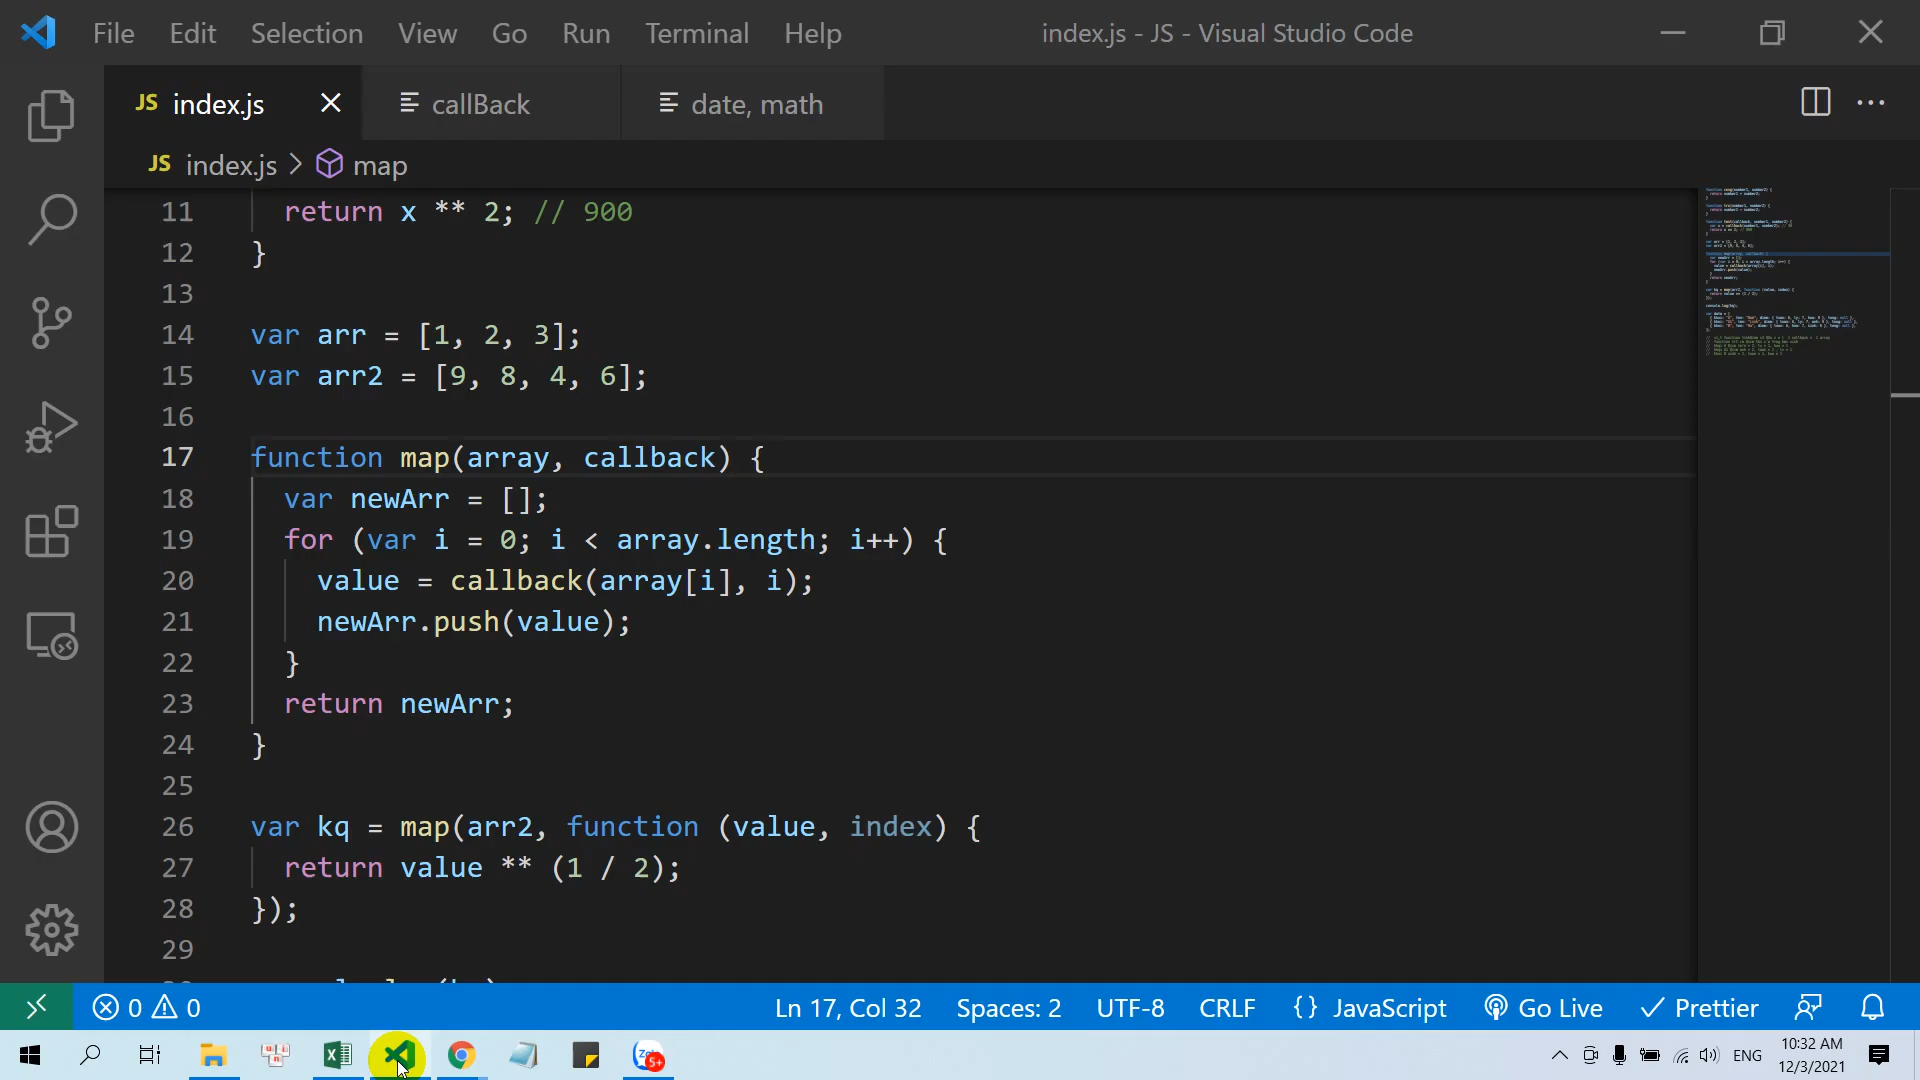 File Edit Selection View Go Run Terminal Help index.js - JS - Visual Studio Code
JS index.js callBack date, math
JS index.js map
11 return x ** 2; // 900
12 }
13
14 var arr = [1, 2, 3];
15 var arr2 = [9, 8, 4, 6];
16
17 function map(array, callback) {
18 var newArr = [];
19 for (var i = 0; i < array.length; i++) {
20 value = callback(array[i], i);
21 newArr.push(value);
22 }
23 return newArr;
24 }
25
26 var kq = map(arr2, function (value, index) {
27 return value ** (1 / 2);
28 });
29
0 0 Ln 17, Col 32 Spaces: 2 UTF-8 CRLF {} JavaScript Go Live Prettier
5+ ENG 10:32 AM
12/3/2021